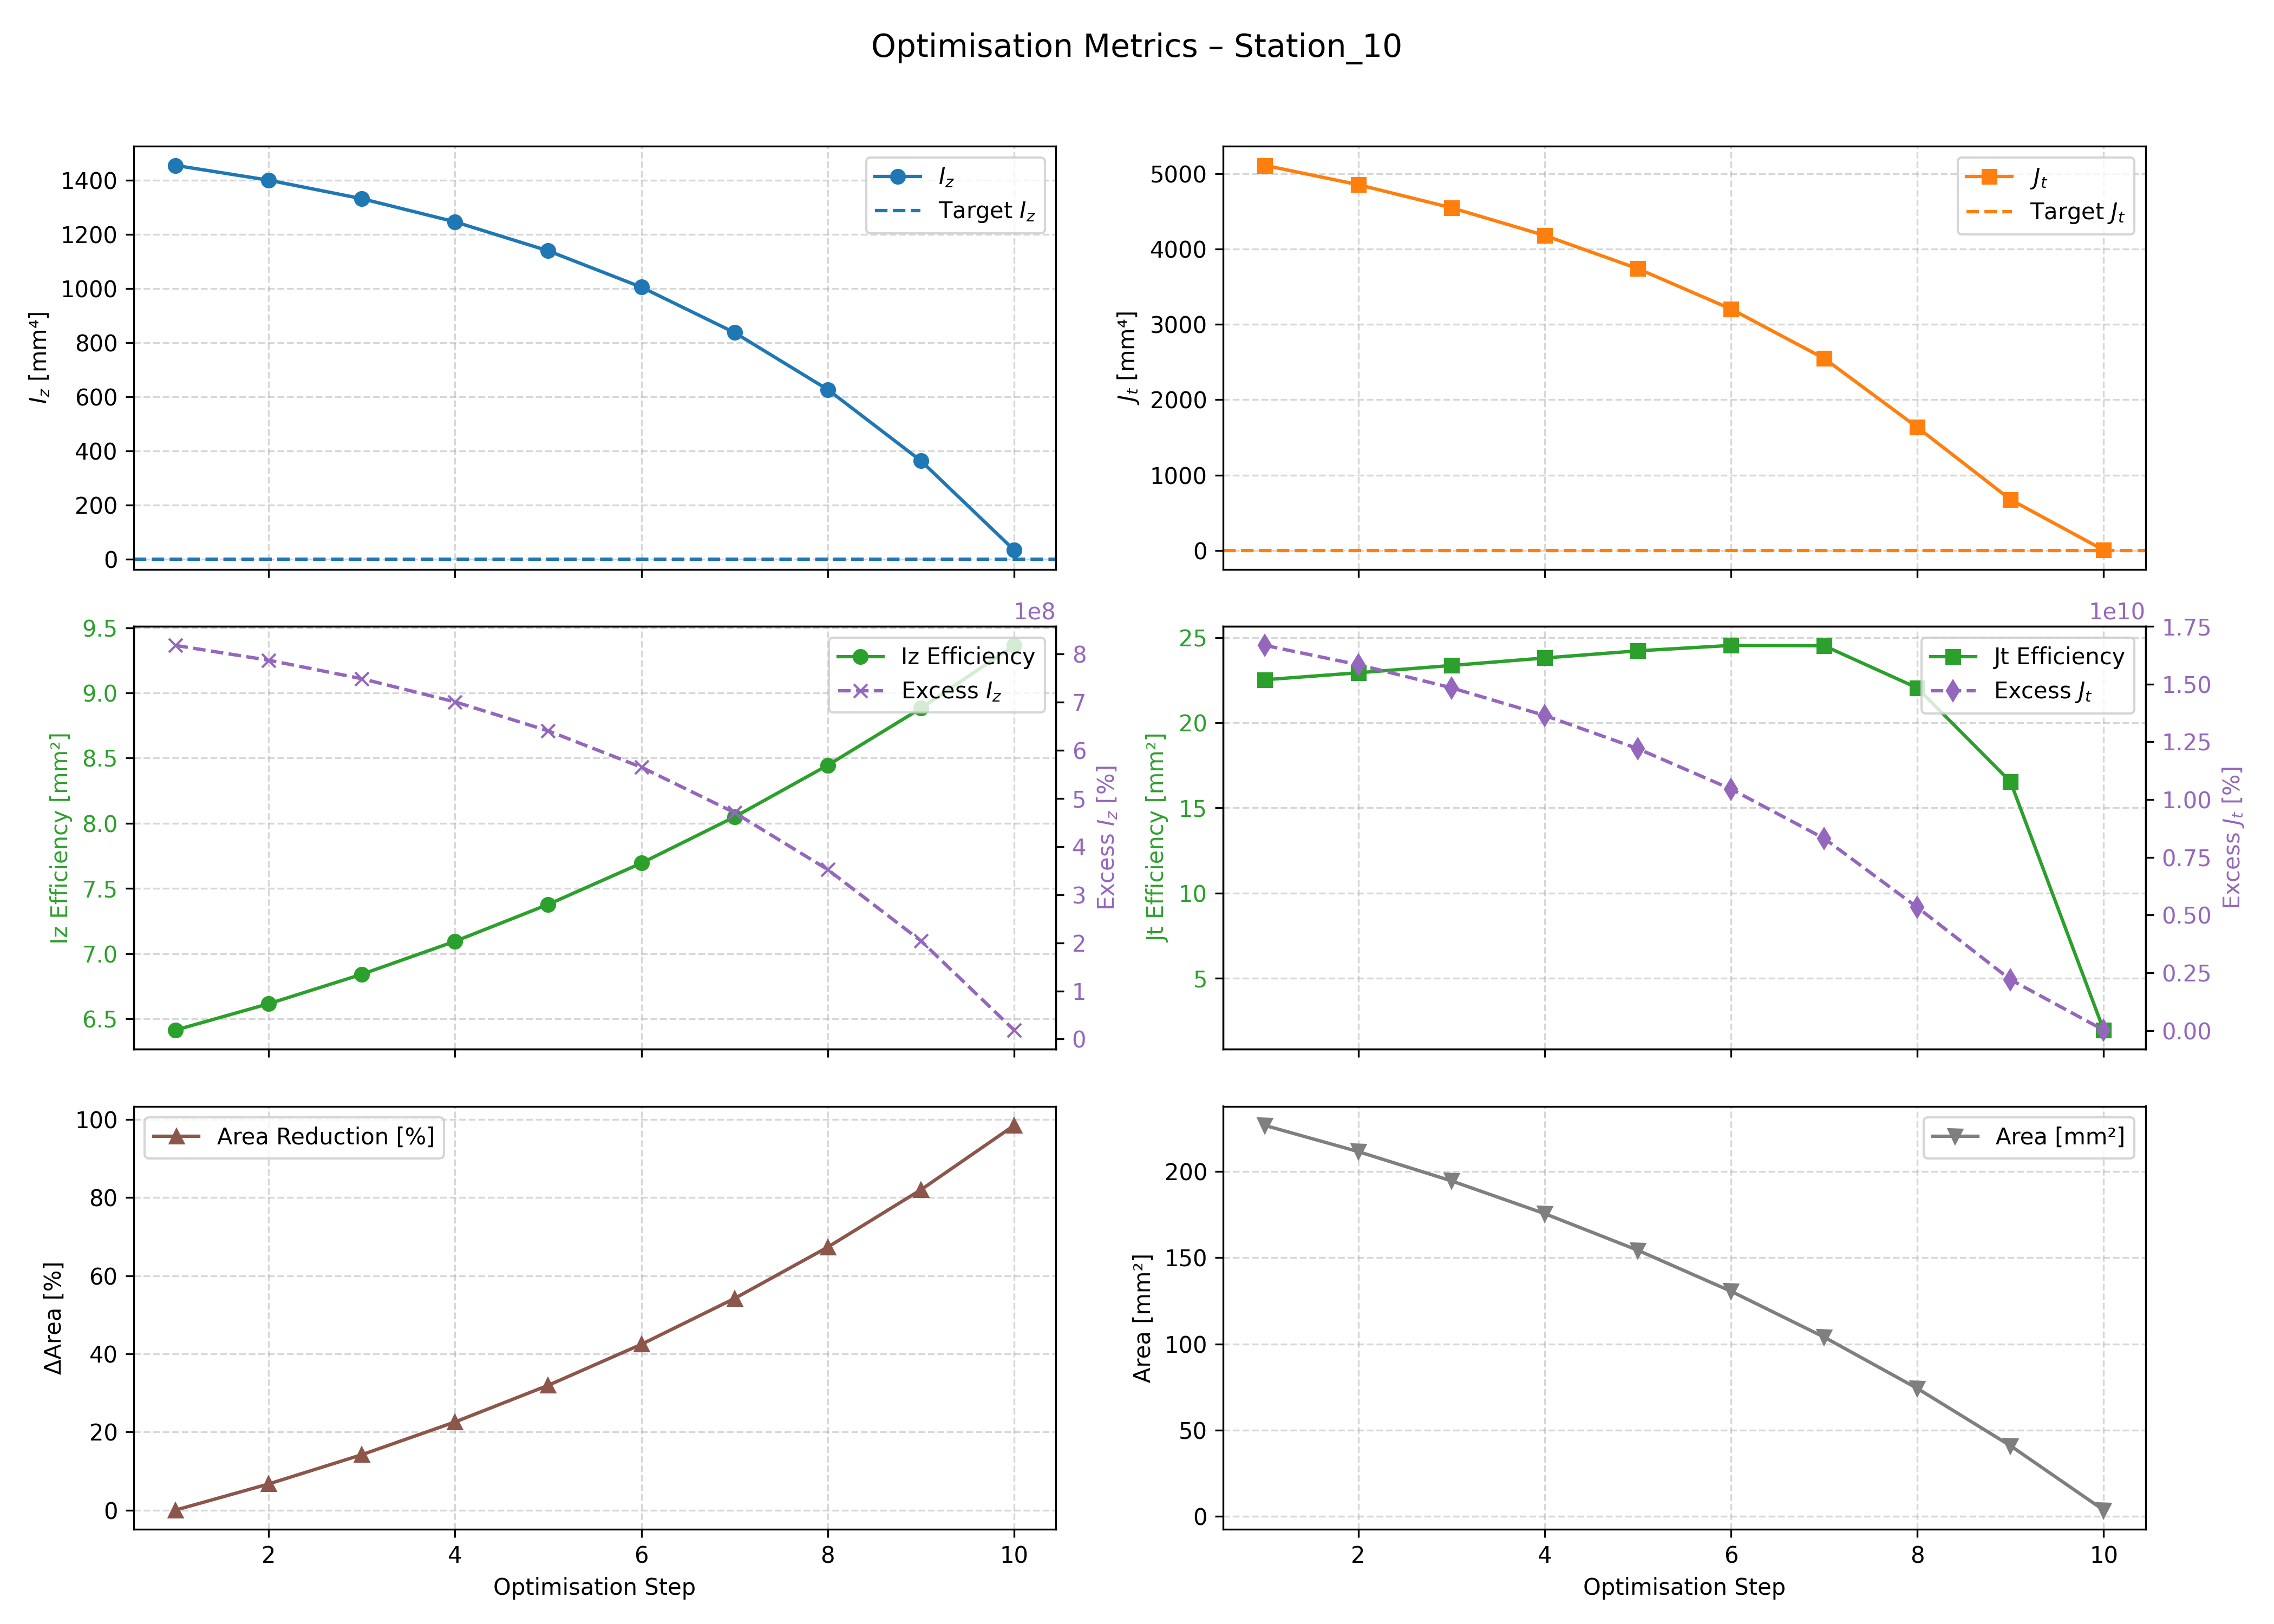 Optimisation Metrics – Station_10
1400
1200
1000
800
600
400
200
0
I_z [mm⁴]
I_z
Target I_z
5000
4000
3000
2000
1000
0
J_t [mm⁴]
J_t
Target J_t
1e8
9.5
9.0
8.5
8.0
7.5
7.0
6.5
Iz Efficiency [mm²]
Iz Efficiency
Excess I_z
8
7
6
5
4
3
2
1
0
Excess I_z [%]
1e10
25
20
15
10
5
Jt Efficiency [mm²]
Jt Efficiency
Excess J_t
1.75
1.50
1.25
1.00
0.75
0.50
0.25
0.00
Excess J_t [%]
100
80
60
40
20
0
ΔArea [%]
Area Reduction [%]
2 4 6 8 10
Optimisation Step
200
150
100
50
0
Area [mm²]
Area [mm²]
2 4 6 8 10
Optimisation Step